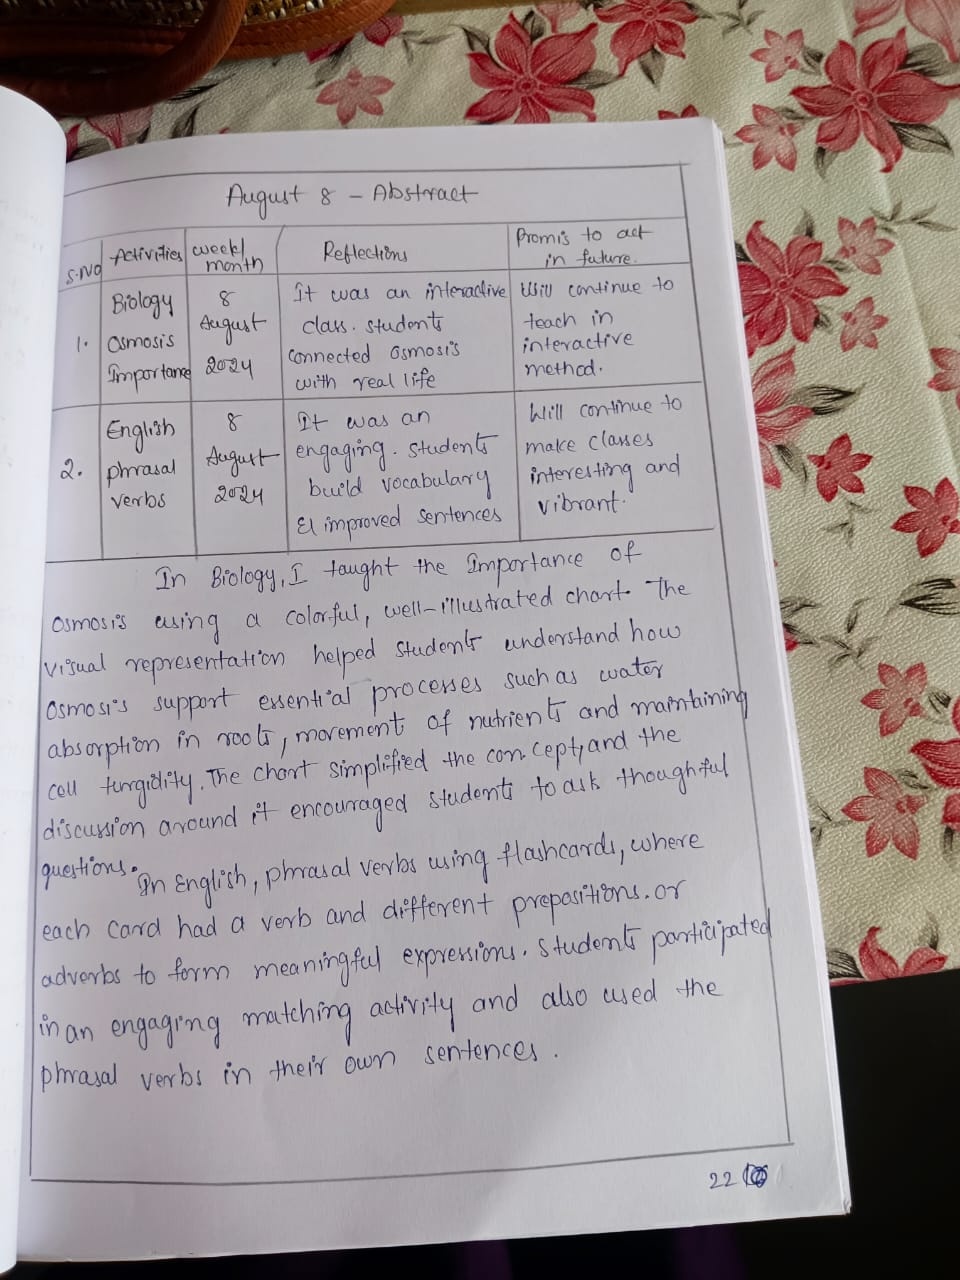 August 8 - Abstract
S.No
Activities
week/
month
Reflections
Promis to act
in future.
1.
Biology
Osmosis
Importance
8
August
2024
It was an interactive
class. students
connected osmosis
with real life
Will continue to
teach in
interactive
method.
2.
English
phrasal
verbs
8
August
2024
It was an
engaging. students
build vocabulary
& improved sentences
Will continue to
make classes
interesting and
vibrant.
In Biology, I taught the Importance of
osmosis using a colorful, well-illustrated chart. The
visual representation helped students understand how
osmosis support essential processes such as water
absorption in roots, movement of nutrients and maintaining
cell turgidity. The chart simplified the concept, and the
discussion around it encouraged students to ask thoughtful
questions.
In English, phrasal verbs using flashcards, where
each card had a verb and different prepositions. or
adverbs to form meaningful expressions. students participated
in an engaging matching activity and also used the
phrasal verbs in their own sentences.
22